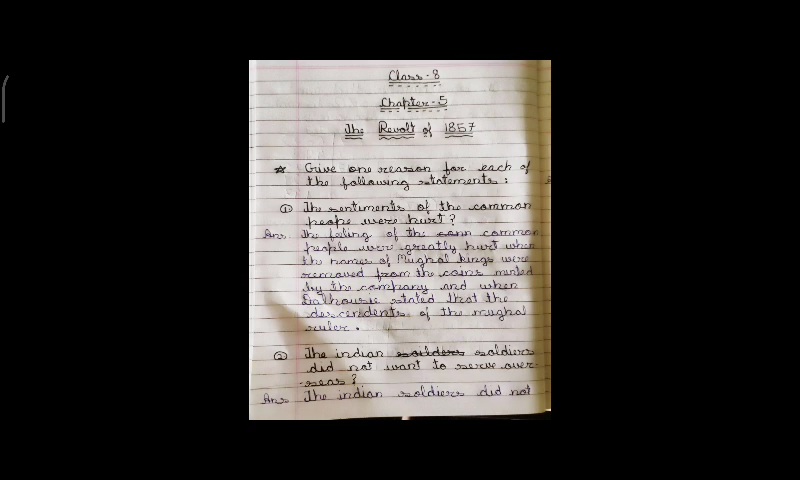 Class - 8
Chapter - 5
The Revolt of 1857
☆ Give one reason for each of
the following statements :
① The sentiments of the common
peope were hurt ?
Ans The feling of the comn common
people were greatly hurt when
the names of Mughal kings were
removed from the coins minted
by the company and when
Dalhousie stated that the
descendents of the mughal
ruler .
② The indian soilders soldiers
did not want to serve over-
-seas ?
Ans The indian soldiers did not